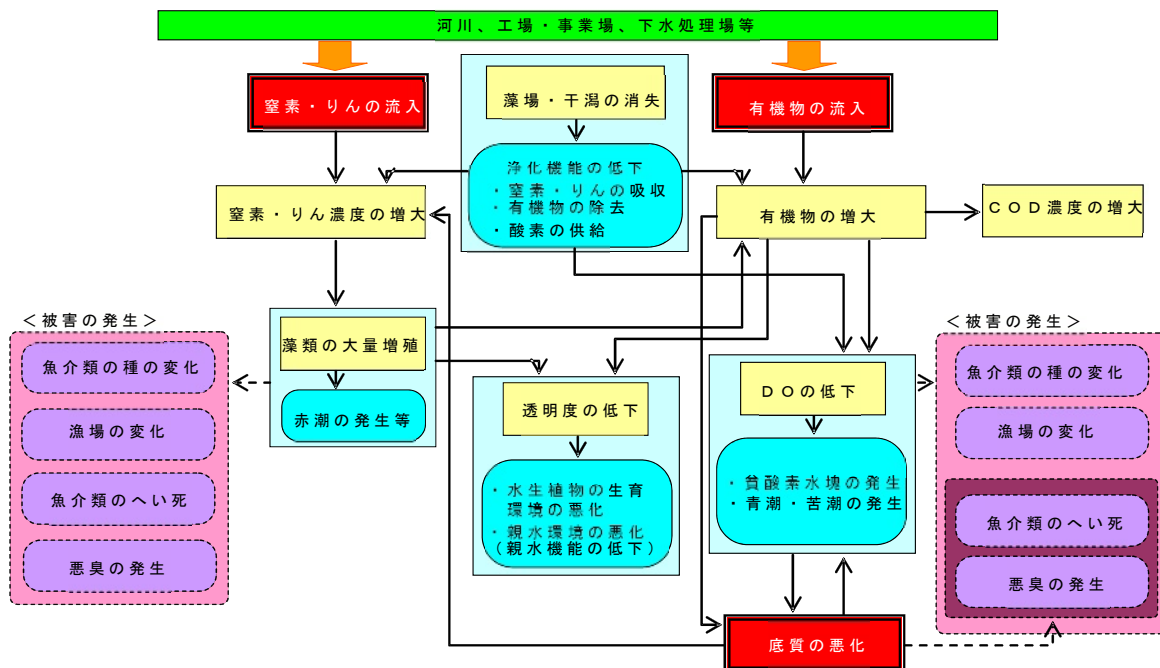 河川、工場・事業場、下水処理場等
窒素・りんの流入
藻場・干潟の消失
有機物の流入
浄化機能の低下
・窒素・りんの吸収
・有機物の除去
・酸素の供給
窒素・りん濃度の増大
有機物の増大
COD濃度の増大
<被害の発生>
魚介類の種の変化
漁場の変化
魚介類のへい死
悪臭の発生
藻類の大量増殖
赤潮の発生等
透明度の低下
・水生植物の生育
環境の悪化
・親水環境の悪化
(親水機能の低下)
DOの低下
・貧酸素水塊の発生
・青潮・苦潮の発生
<被害の発生>
魚介類の種の変化
漁場の変化
魚介類のへい死
悪臭の発生
底質の悪化